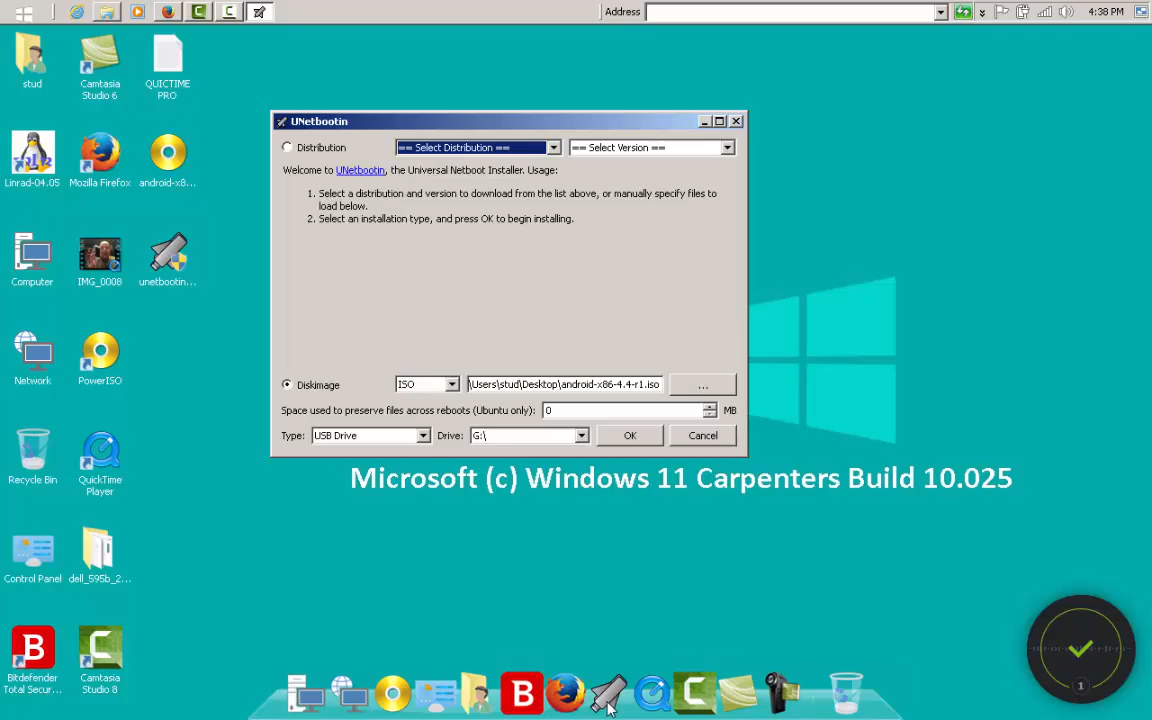 Address
4:38 PM
stud
Camtasia
Studio 6
QUICTIME
PRO
Linrad-04.05
Mozilla Firefox
android-x8...
Computer
IMG_0008
unetbootin...
Network
PowerISO
Recycle Bin
QuickTime
Player
Control Panel
dell_595b_2...
B
Bitdefender
Total Secur...
Camtasia
Studio 8
UNetbootin
Distribution
== Select Distribution ==
== Select Version ==
Welcome to UNetbootin, the Universal Netboot Installer. Usage:
1. Select a distribution and version to download from the list above, or manually specify files to
load below.
2. Select an installation type, and press OK to begin installing.
Diskimage
ISO
\Users\stud\Desktop\android-x86-4.4-r1.iso
...
Space used to preserve files across reboots (Ubuntu only):
0
MB
Type:
USB Drive
Drive:
G:\
OK
Cancel
Microsoft (c) Windows 11 Carpenters Build 10.025
B
1